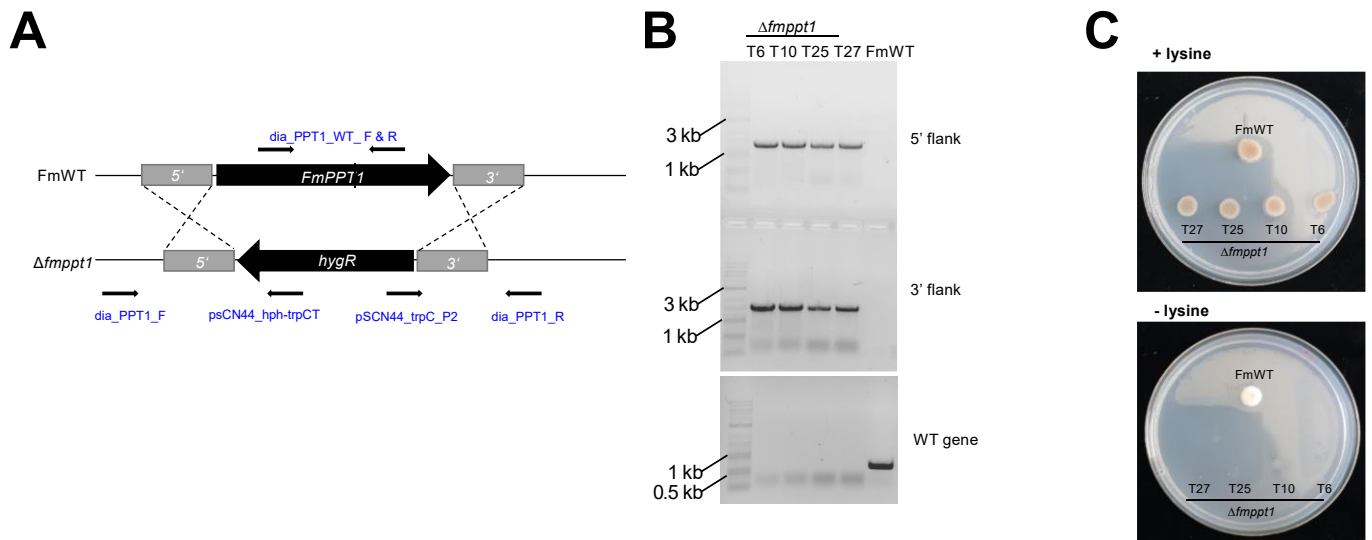 A
dia_PPT1_WT_ F & R
FmWT
5‘
FmPPT1
3‘
Δfmppt1
5‘
hygR
3‘
dia_PPT1_F
psCN44_hph-trpCT
pSCN44_trpC_P2
dia_PPT1_R
B
Δfmppt1
T6 T10 T25 T27 FmWT
3 kb
1 kb
5’ flank
3 kb
1 kb
3’ flank
1 kb
0.5 kb
WT gene
C
+ lysine
FmWT
T27 T25 T10 T6
Δfmppt1
- lysine
FmWT
T27 T25 T10 T6
Δfmppt1